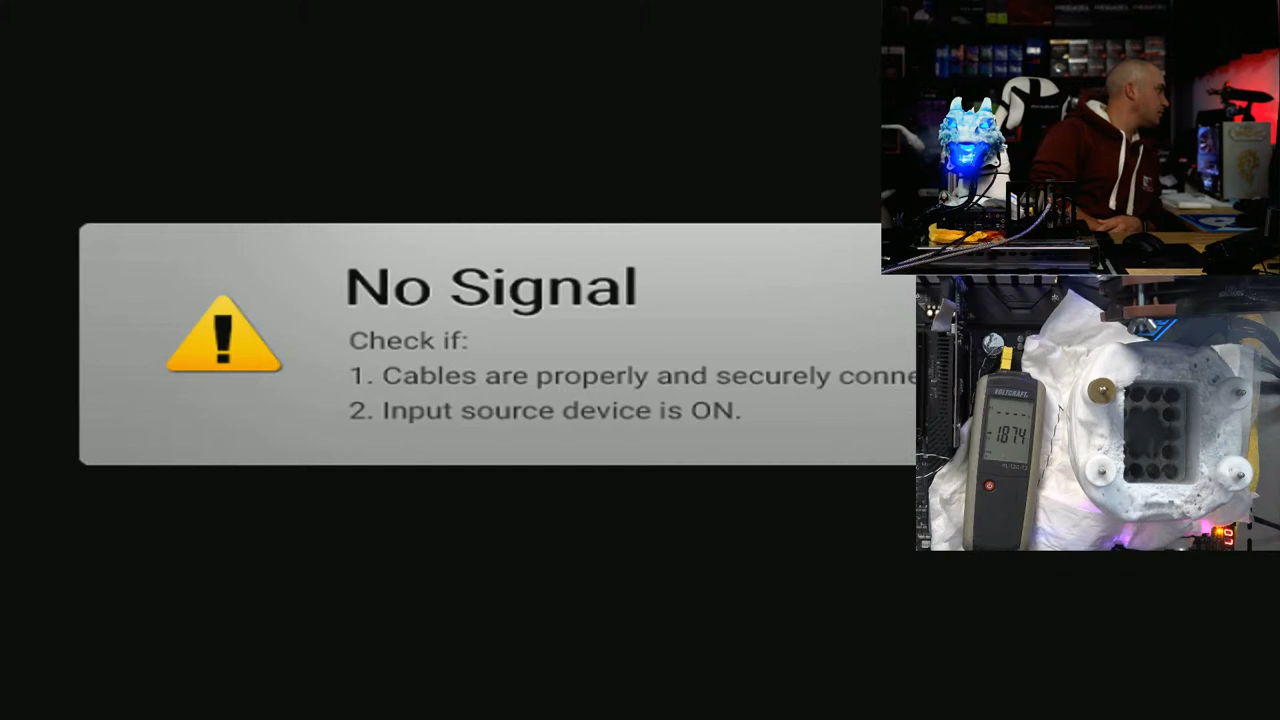 No Signal
Check if:
1. Cables are properly and securely conne
2. Input source device is ON.
VOLTCRAFT
-187.4